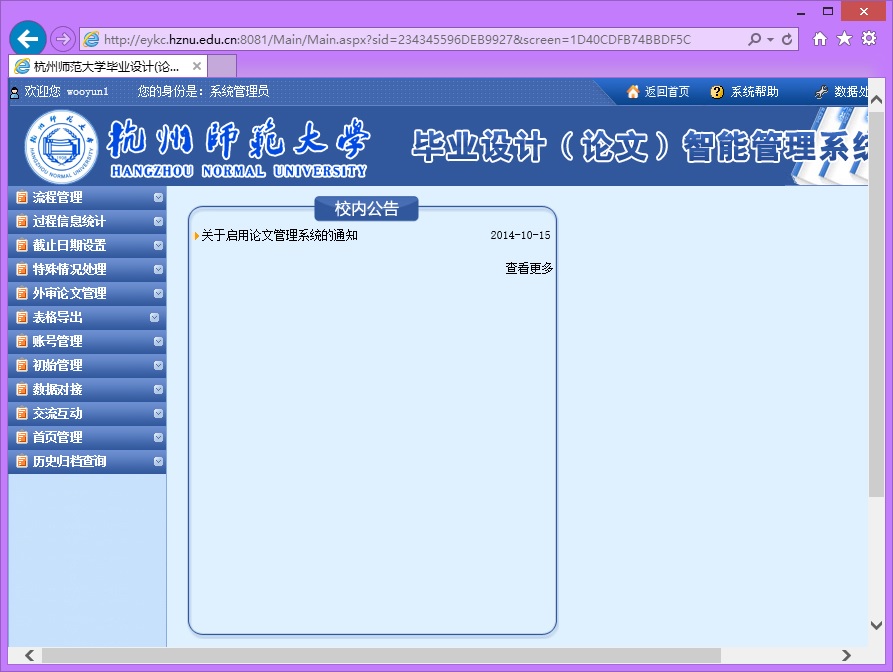 http://eykc.hznu.edu.cn:8081/Main/Main.aspx?sid=234345596DEB9927&screen=1D40CDFB74BBDF5C
杭州师范大学毕业设计(论...
欢迎您 wooyun1 您的身份是：系统管理员 返回首页 系统帮助 数据处
杭州师范大学
HANGZHOU NORMAL UNIVERSITY
毕业设计（论文）智能管理系统
流程管理
过程信息统计
截止日期设置
特殊情况处理
外审论文管理
表格导出
账号管理
初始管理
数据对接
交流互动
首页管理
历史归档查询
校内公告
关于启用论文管理系统的通知 2014-10-15
查看更多